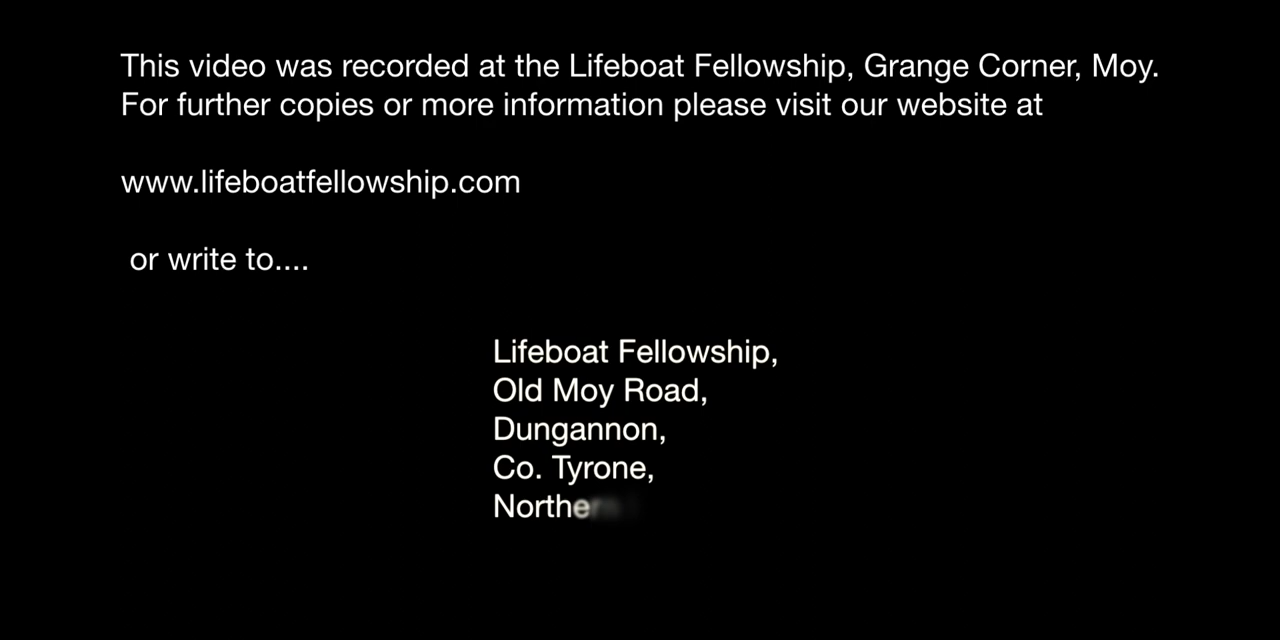 This video was recorded at the Lifeboat Fellowship, Grange Corner, Moy.
For further copies or more information please visit our website at
www.lifeboatfellowship.com
or write to....
Lifeboat Fellowship,
Old Moy Road,
Dungannon,
Co. Tyrone,